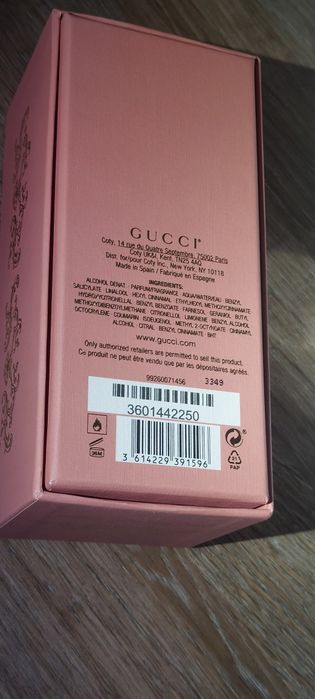 GUCCI®
Coty, 14 rue du Quatre Septembre, 75002 Paris
Coty UK&I, Kent, TN25 4AQ
Dist. for/pour Coty Inc., New York, NY 10118
Made in Spain / Fabriqué en Espagne
INGREDIENTS:
ALCOHOL DENAT. · PARFUM/FRAGRANCE · AQUA/WATER/EAU · BENZYL
SALICYLATE · LINALOOL · HEXYL CINNAMAL · ETHYLHEXYL METHOXYCINNAMATE
HYDROXYCITRONELLAL · BENZYL BENZOATE · FARNESOL · GERANIOL · BUTYL
METHOXYDIBENZOYLMETHANE · CITRONELLOL · LIMONENE · BENZYL ALCOHOL
OCTOCRYLENE · COUMARIN · ISOEUGENOL · METHYL 2-OCTYNOATE · CINNAMYL
ALCOHOL · CITRAL · BENZYL CINNAMATE · BHT
www.gucci.com
Only authorized retailers are permitted to sell this product.
Ce produit ne peut être vendu que par les dépositaires agréés.
99260071456 3349
3601442250
36M
3 614229 391596
21
PAP